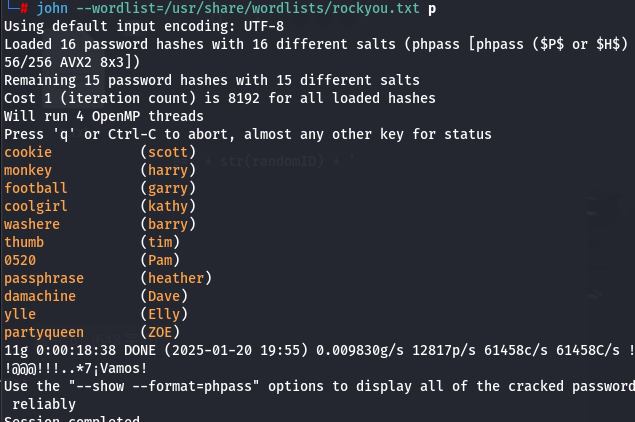 # john --wordlist=/usr/share/wordlists/rockyou.txt p
Using default input encoding: UTF-8
Loaded 16 password hashes with 16 different salts (phpass [phpass ($P$ or $H$)
56/256 AVX2 8x3])
Remaining 15 password hashes with 15 different salts
Cost 1 (iteration count) is 8192 for all loaded hashes
Will run 4 OpenMP threads
Press 'q' or Ctrl-C to abort, almost any other key for status
cookie (scott)
monkey (harry) * str(randomID) * '
football (garry)
coolgirl (kathy)
washere (barry)
thumb (tim)
0520 (Pam)
passphrase (heather)
damachine (Dave)
ylle (Elly)
partyqueen (ZOE)
11g 0:00:18:38 DONE (2025-01-20 19:55) 0.009830g/s 12817p/s 61458c/s 61458C/s !
!@@@!!!..*7¡Vamos!
Use the "--show --format=phpass" options to display all of the cracked password
reliably
Session completed